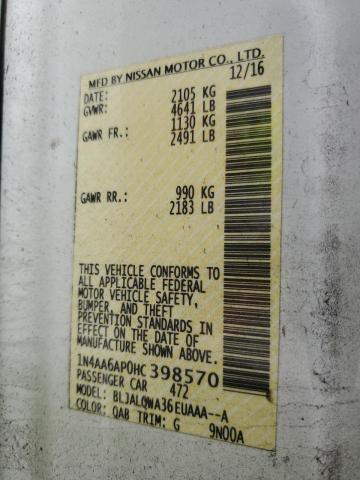 MFD BY NISSAN MOTOR CO., LTD.
DATE: 12/16
GVWR: 2105 KG
4641 LB
GAWR FR.: 1130 KG
2491 LB
GAWR RR.: 990 KG
2183 LB
THIS VEHICLE CONFORMS TO
ALL APPLICABLE FEDERAL
MOTOR VEHICLE SAFETY,
BUMPER, AND THEFT
PREVENTION STANDARDS IN
EFFECT ON THE DATE OF
MANUFACTURE SHOWN ABOVE.
1N4AA6AP0HC 398570
PASSENGER CAR 472
MODEL: BLJALQWA36EUAAA--A
COLOR: QAB TRIM: G 9N00A